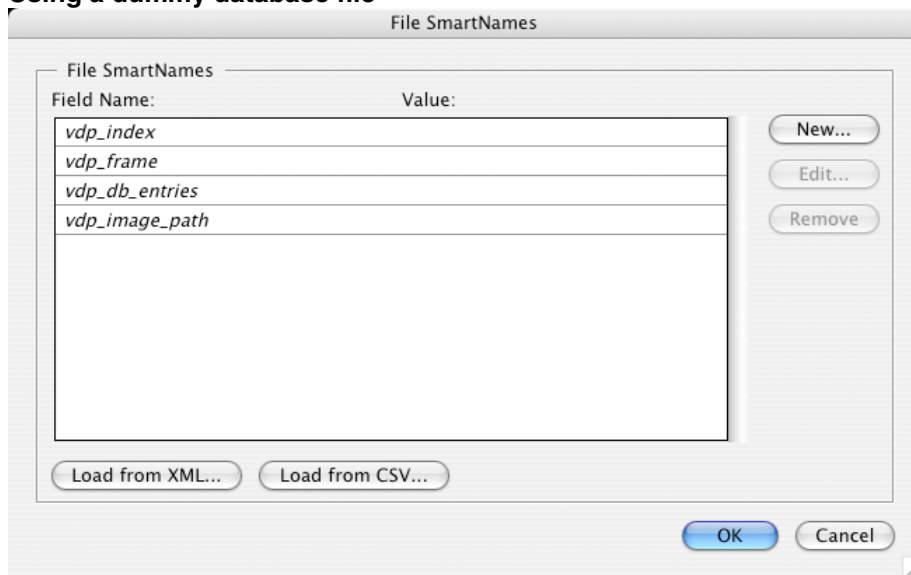 Using a dummy database file
File SmartNames
File SmartNames
Field Name: Value:
vdp_index
New...
vdp_frame
Edit...
vdp_db_entries
vdp_image_path
Remove
Load from XML... Load from CSV...
OK Cancel